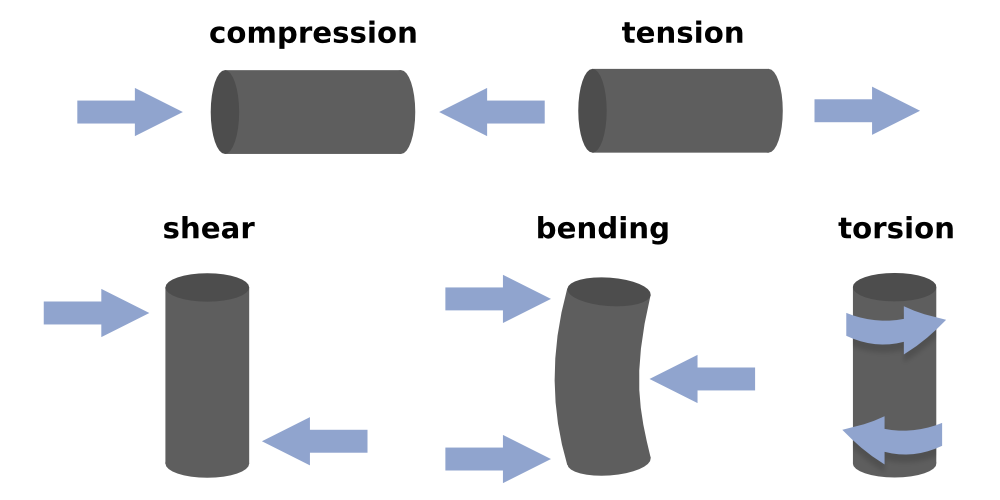 compression
tension
shear
bending
torsion